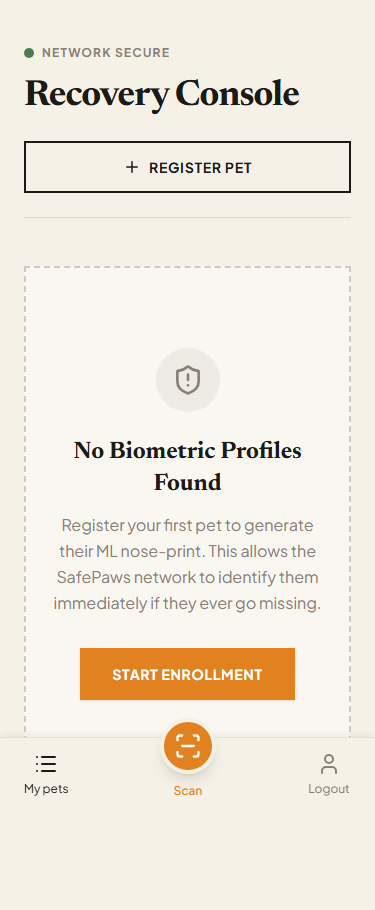 NETWORK SECURE
Recovery Console
+ REGISTER PET
No Biometric Profiles
Found
Register your first pet to generate
their ML nose-print. This allows the
SafePaws network to identify them
immediately if they ever go missing.
START ENROLLMENT
My pets
Scan
Logout